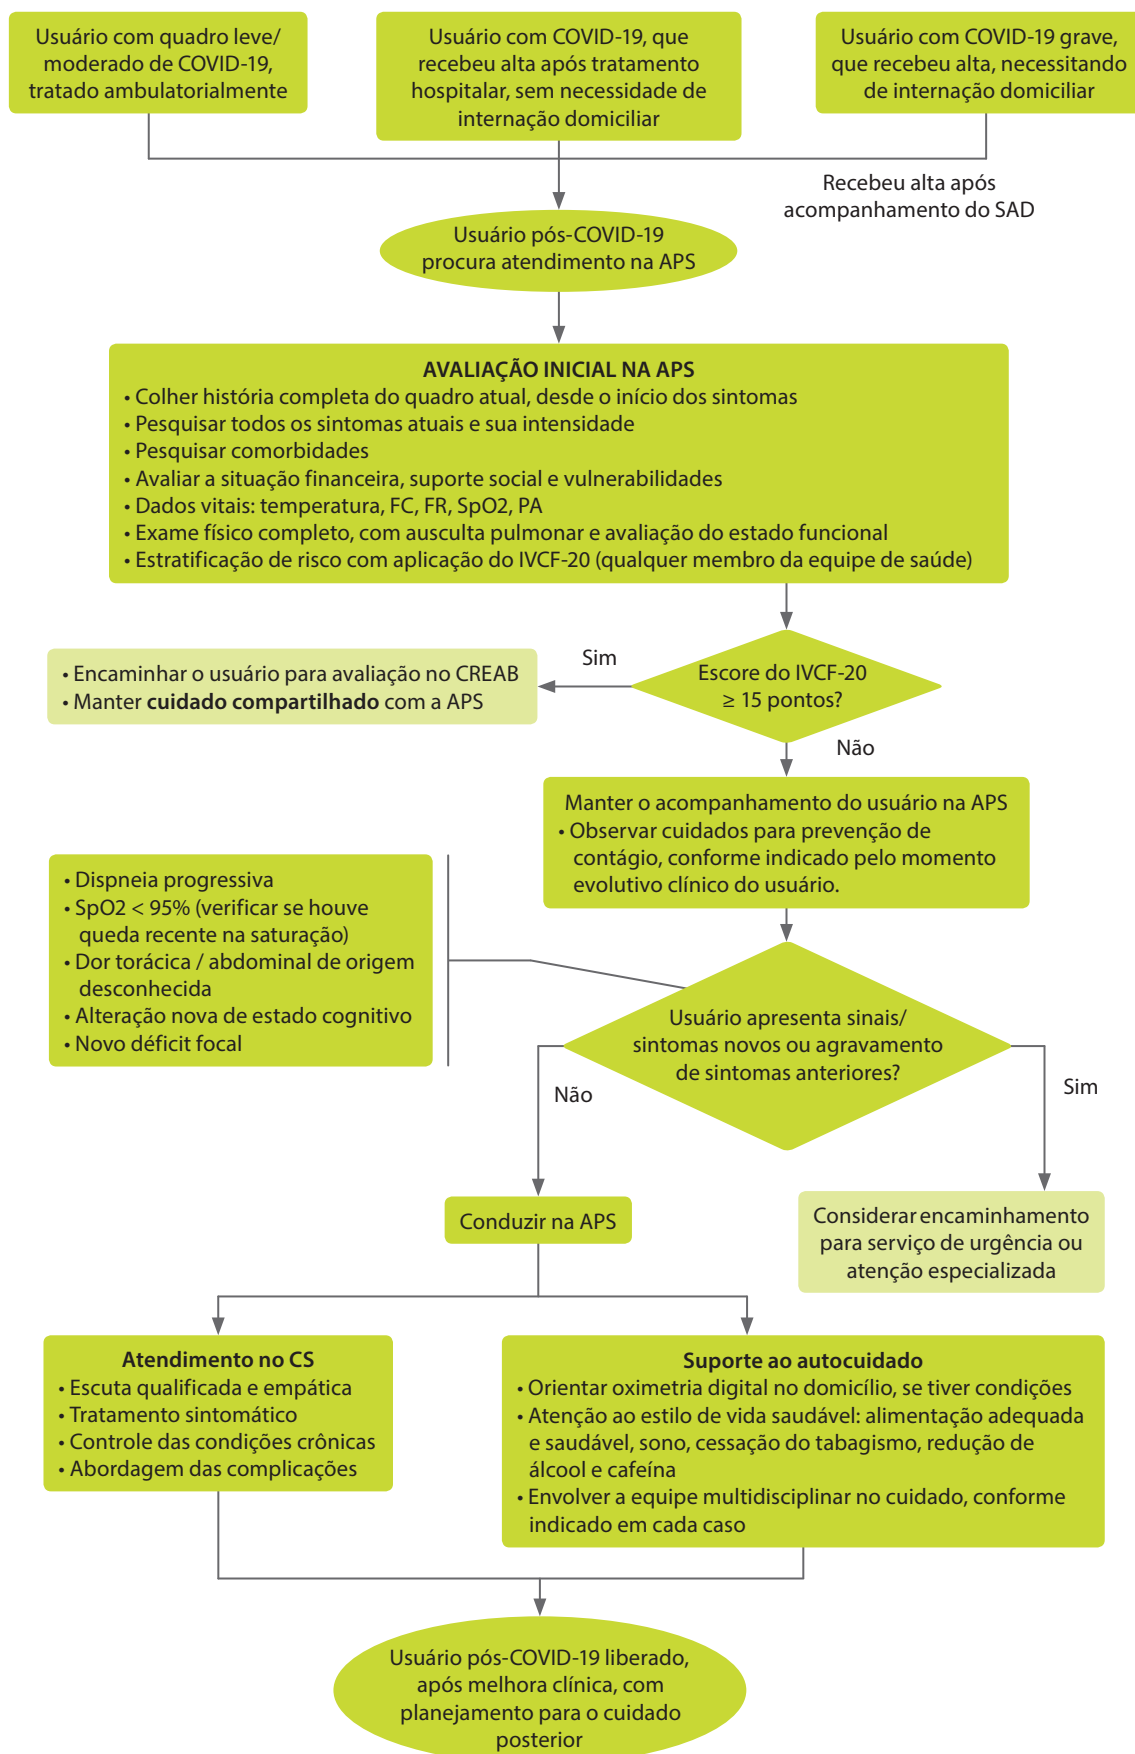 Usuário com quadro leve/
moderado de COVID-19,
tratado ambulatorialmente
Usuário com COVID-19, que
recebeu alta após tratamento
hospitalar, sem necessidade de
internação domiciliar
Usuário com COVID-19 grave,
que recebeu alta, necessitando
de internação domiciliar
Recebeu alta após
acompanhamento do SAD
Usuário pós-COVID-19
procura atendimento na APS
AVALIAÇÃO INICIAL NA APS
• Colher história completa do quadro atual, desde o início dos sintomas
• Pesquisar todos os sintomas atuais e sua intensidade
• Pesquisar comorbidades
• Avaliar a situação financeira, suporte social e vulnerabilidades
• Dados vitais: temperatura, FC, FR, SpO2, PA
• Exame físico completo, com ausculta pulmonar e avaliação do estado funcional
• Estratificação de risco com aplicação do IVCF-20 (qualquer membro da equipe de saúde)
Escore do IVCF-20
≥ 15 pontos?
Sim
• Encaminhar o usuário para avaliação no CREAB
• Manter cuidado compartilhado com a APS
Não
Manter o acompanhamento do usuário na APS
• Observar cuidados para prevenção de
contágio, conforme indicado pelo momento
evolutivo clínico do usuário.
• Dispneia progressiva
• SpO2 < 95% (verificar se houve
queda recente na saturação)
• Dor torácica / abdominal de origem
desconhecida
• Alteração nova de estado cognitivo
• Novo déficit focal
Usuário apresenta sinais/
sintomas novos ou agravamento
de sintomas anteriores?
Não
Sim
Conduzir na APS
Considerar encaminhamento
para serviço de urgência ou
atenção especializada
Atendimento no CS
• Escuta qualificada e empática
• Tratamento sintomático
• Controle das condições crônicas
• Abordagem das complicações
Suporte ao autocuidado
• Orientar oximetria digital no domicílio, se tiver condições
• Atenção ao estilo de vida saudável: alimentação adequada
e saudável, sono, cessação do tabagismo, redução de
álcool e cafeína
• Envolver a equipe multidisciplinar no cuidado, conforme
indicado em cada caso
Usuário pós-COVID-19 liberado,
após melhora clínica, com
planejamento para o cuidado
posterior